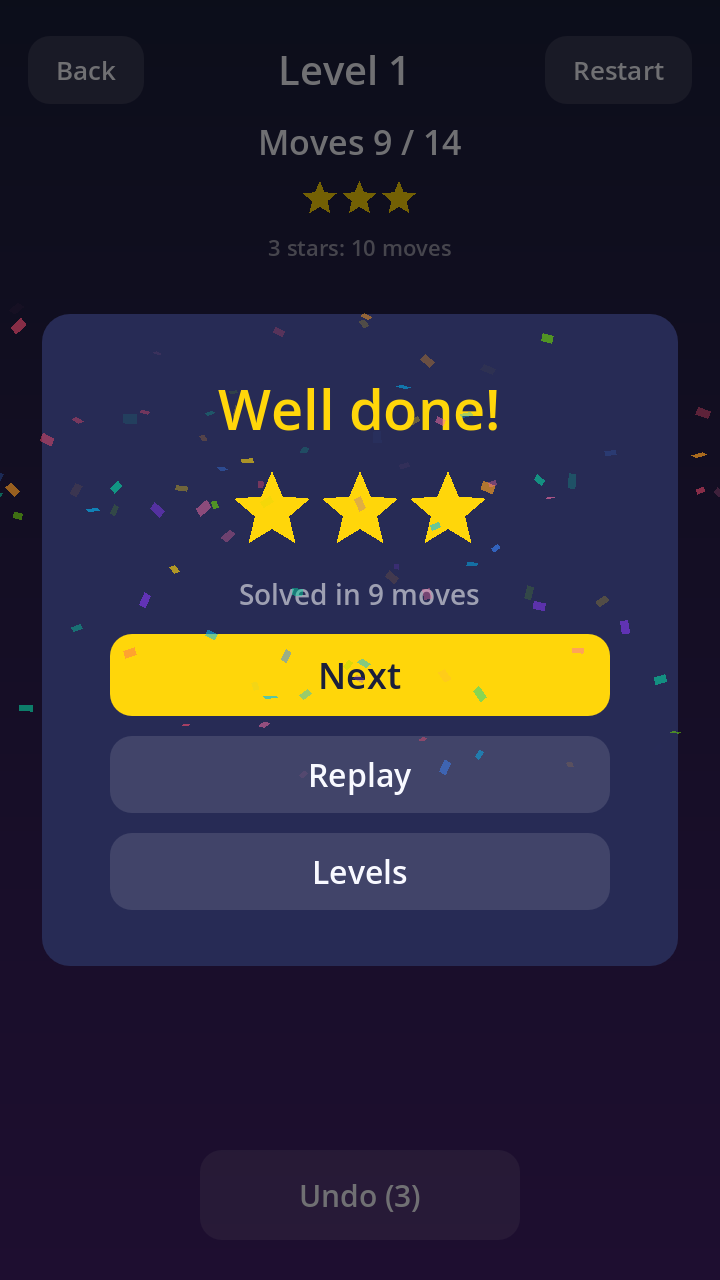 Back
Level 1
Restart
Moves 9 / 14
3 stars: 10 moves
Well done!
Solved in 9 moves
Next
Replay
Levels
Undo (3)